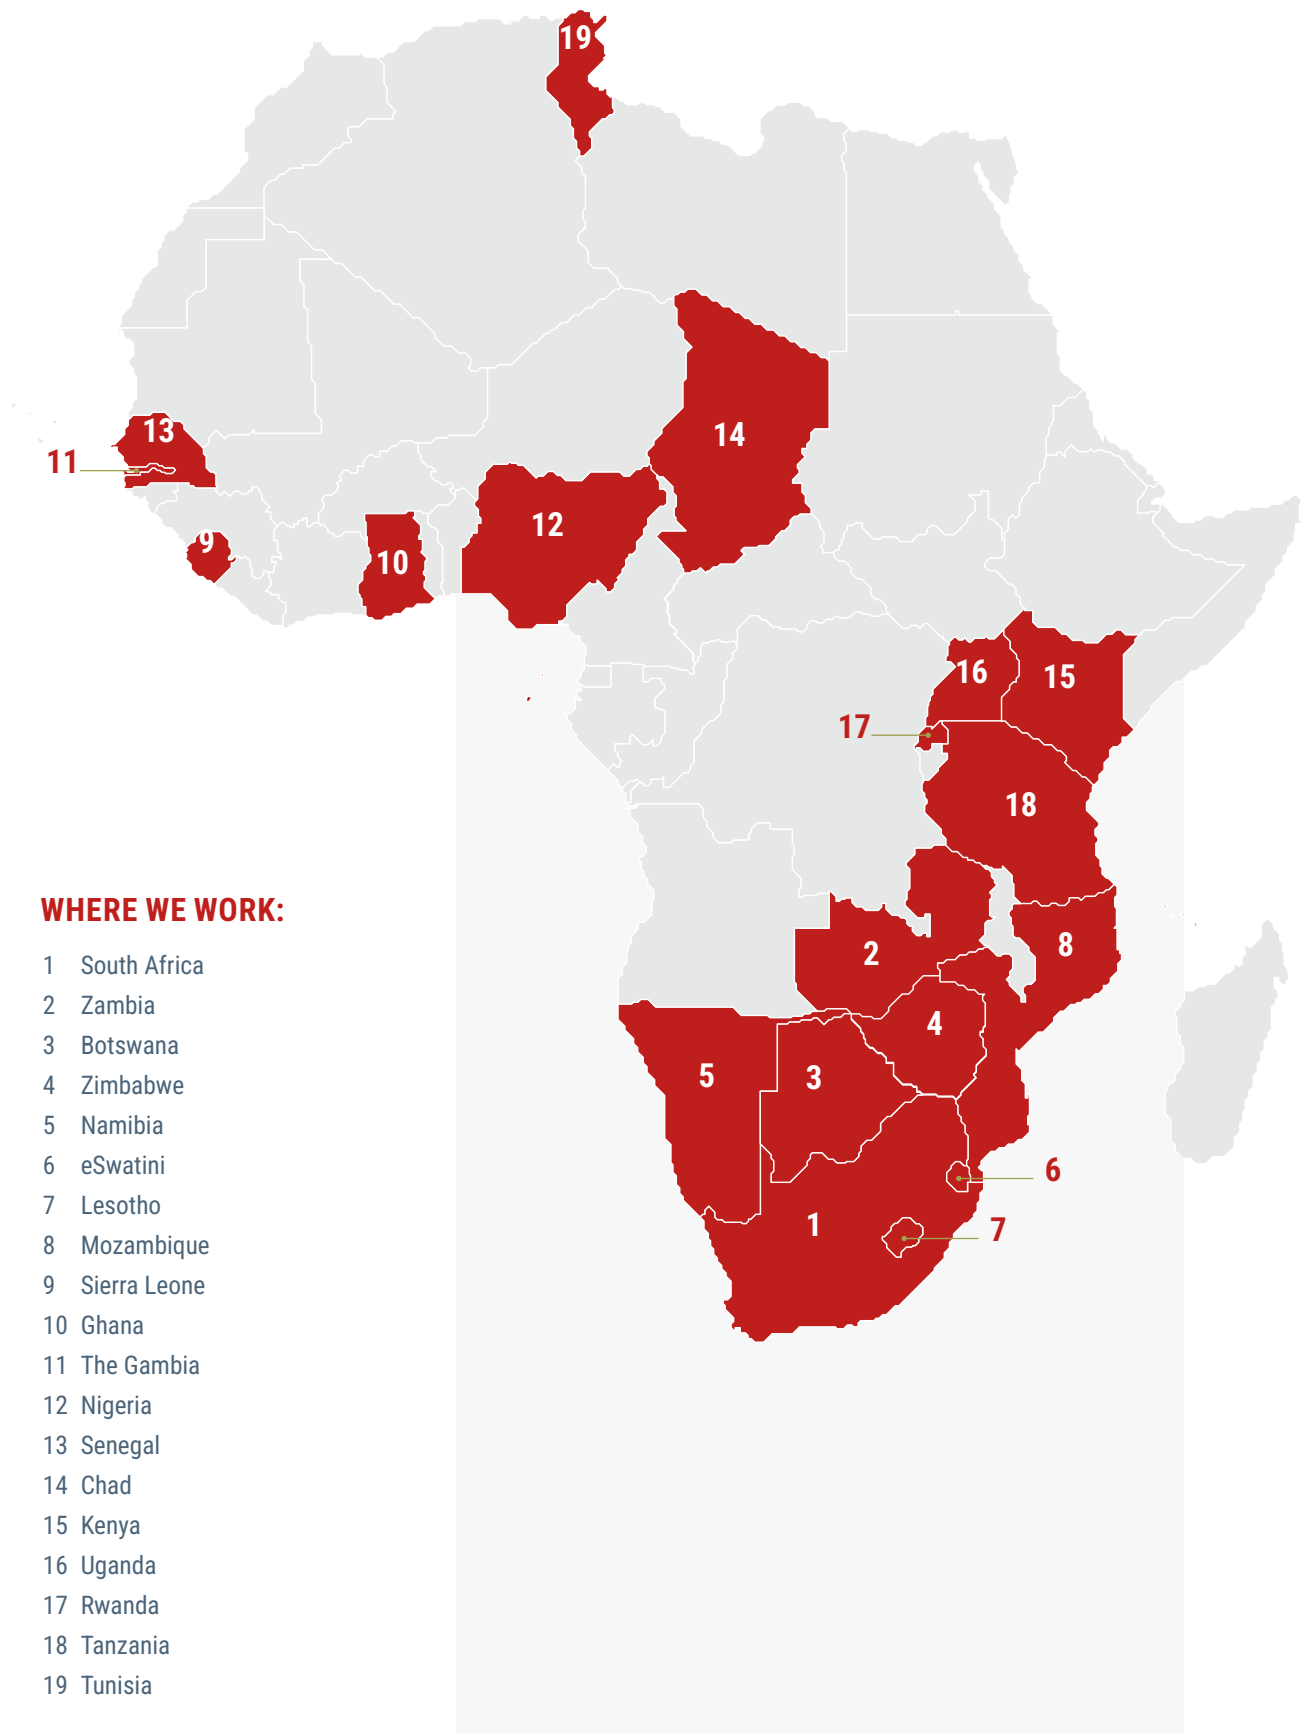 19
14
13
11
12
9
10
16
15
17
18
WHERE WE WORK:
2
8
4
5
3
6
1
7
1 South Africa
2 Zambia
3 Botswana
4 Zimbabwe
5 Namibia
6 eSwatini
7 Lesotho
8 Mozambique
9 Sierra Leone
10 Ghana
11 The Gambia
12 Nigeria
13 Senegal
14 Chad
15 Kenya
16 Uganda
17 Rwanda
18 Tanzania
19 Tunisia